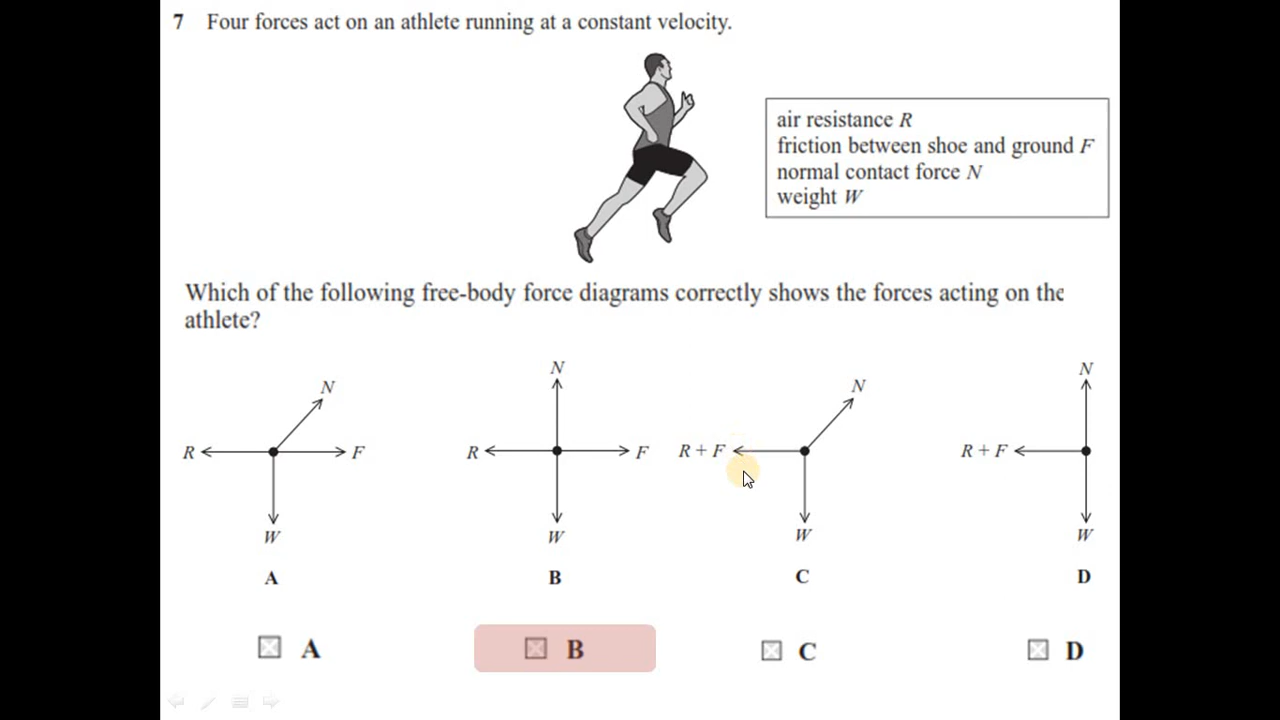 7 Four forces act on an athlete running at a constant velocity.
air resistance R
friction between shoe and ground F
normal contact force N
weight W
Which of the following free-body force diagrams correctly shows the forces acting on the
athlete?
N
R F
W
A
N
R F
W
B
N
R + F
W
C
N
R + F
W
D
A B C D